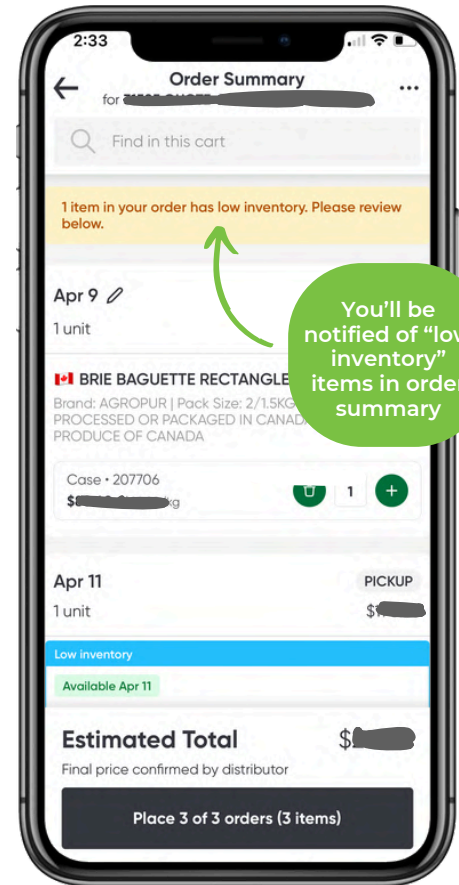 2:33
Order Summary
for
Find in this cart
1 item in your order has low inventory. Please review
below.
Apr 9
1 unit
You'll be
notified of "low
inventory"
items in order
summary
BRIE BAGUETTE RECTANGLE
Brand: AGROPUR | Pack Size: 2/1.5KG
PROCESSED OR PACKAGED IN CANADA
PRODUCE OF CANADA
Case • 207706
$ kg
1
Apr 11
PICKUP
1 unit
$
Low inventory
Available Apr 11
Estimated Total
$
Final price confirmed by distributor
Place 3 of 3 orders (3 items)